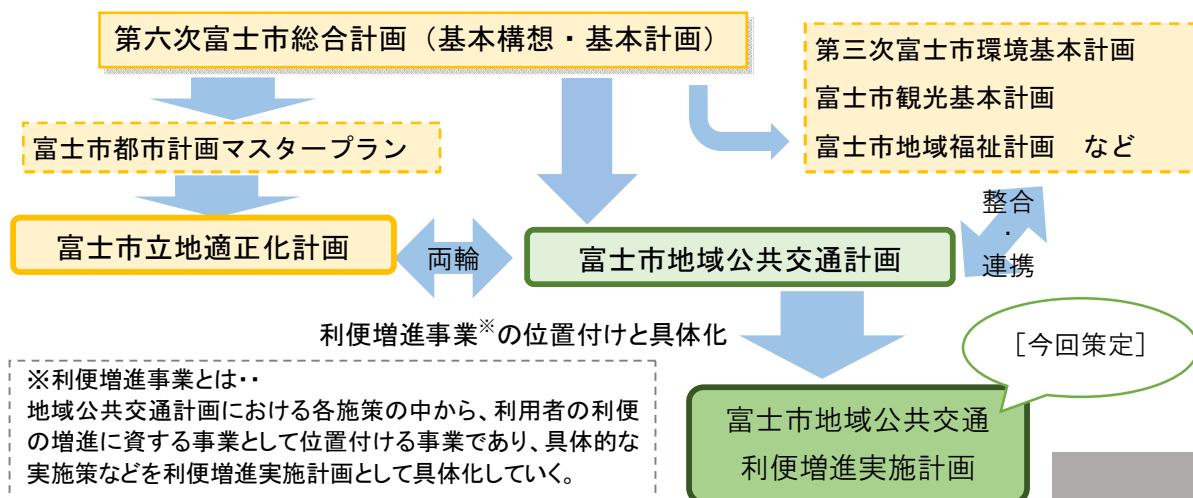 第六次富士市総合計画（基本構想・基本計画）
第三次富士市環境基本計画
富士市観光基本計画
富士市地域福祉計画　など
富士市都市計画マスタープラン
整合
・
連携
富士市立地適正化計画
両輪
富士市地域公共交通計画
利便増進事業※の位置付けと具体化
［今回策定］
※利便増進事業とは・・
地域公共交通計画における各施策の中から、利用者の利便
の増進に資する事業として位置付ける事業であり、具体的な
実施策などを利便増進実施計画として具体化していく。
富士市地域公共交通
利便増進実施計画